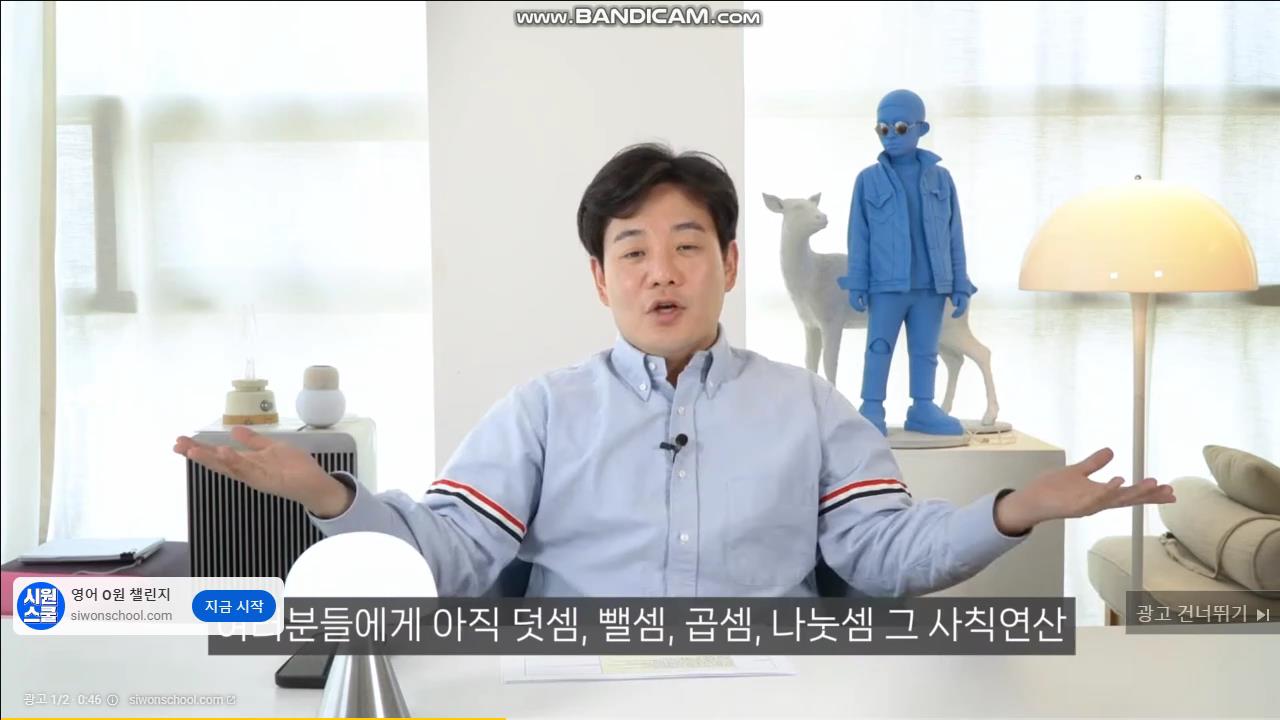 www.BANDICAM.com
시원
스쿨
영어 0원 챌린지
siwonschool.com
지금 시작
여러분들에게 아직 덧셈, 뺄셈, 곱셈, 나눗셈 그 사칙연산
광고 건너뛰기
광고 1/2 · 0:46
siwonschool.com